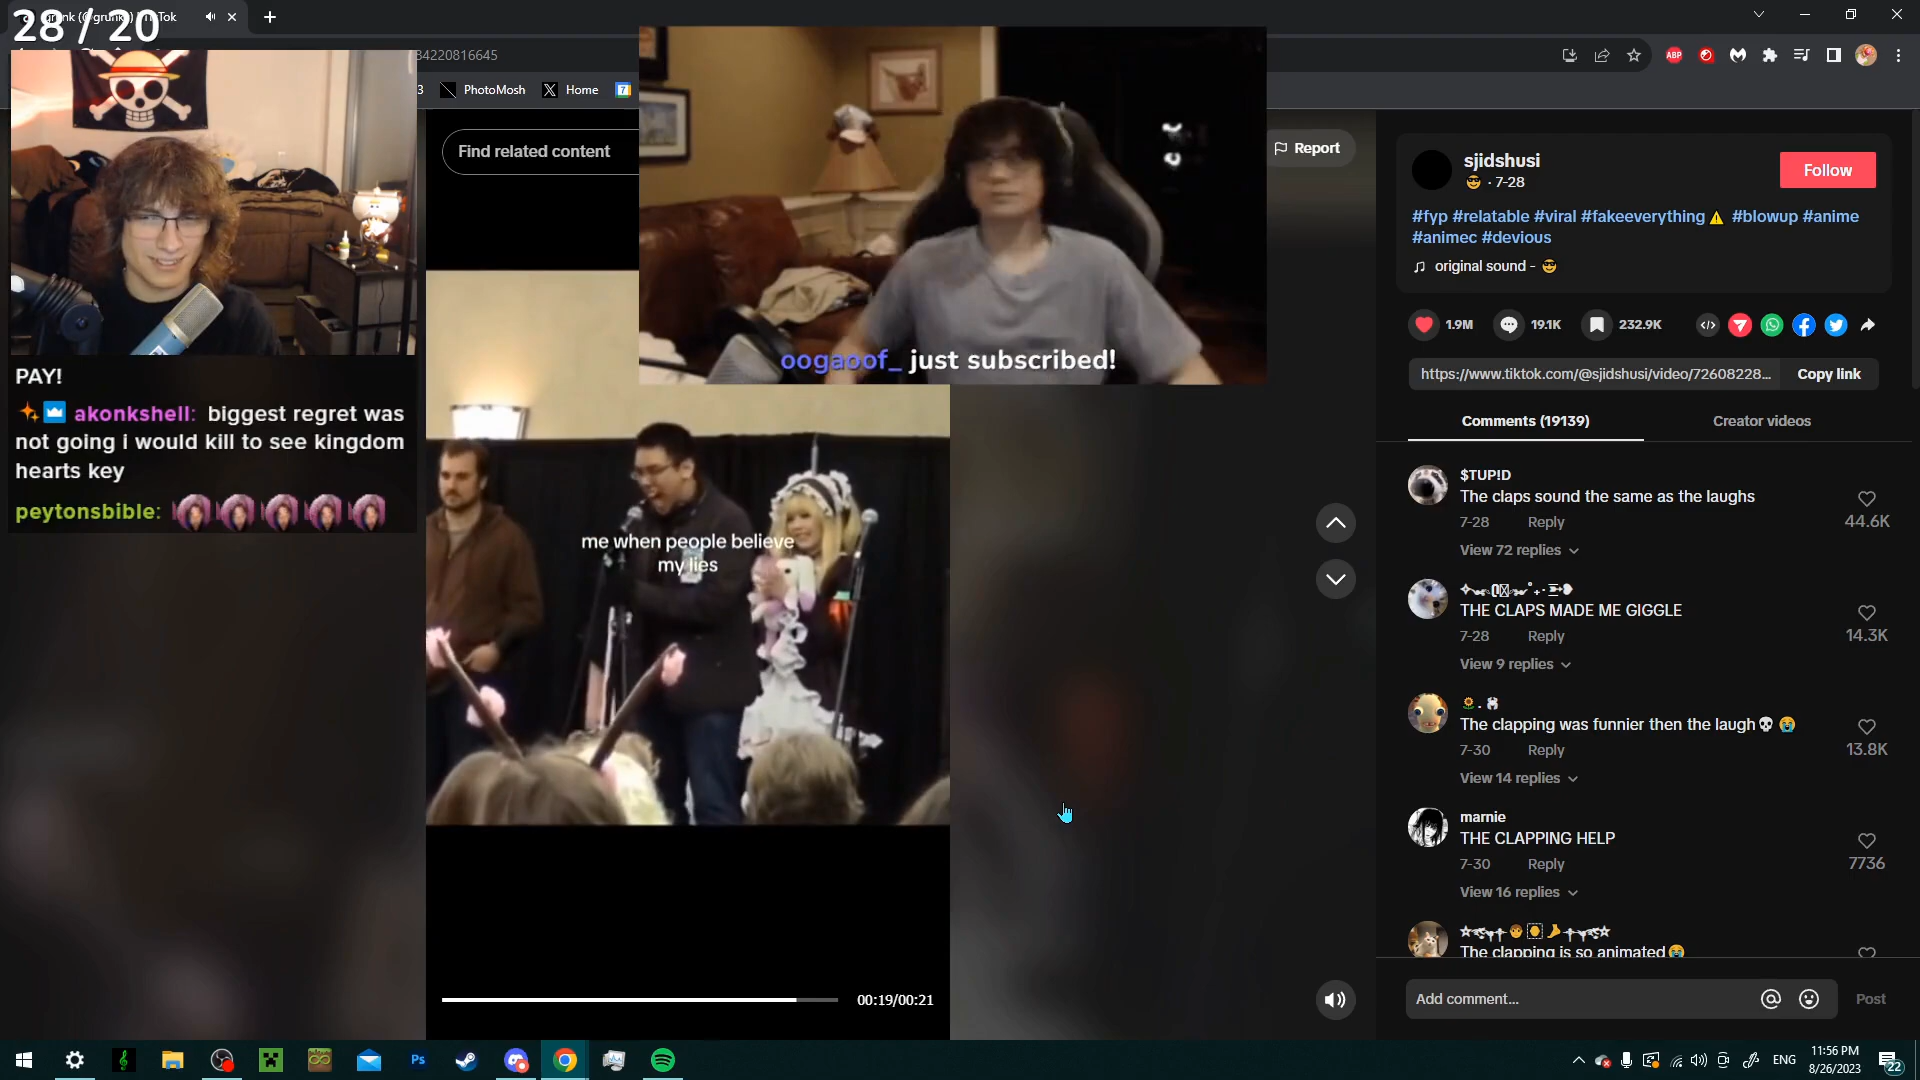 28 / 20
34220816645
3
PhotoMosh
Home
7
PAY!
akonkshell: biggest regret was
not going i would kill to see kingdom
hearts key
peytonsbible:
Find related content
oogaoof_ just subscribed!
Report
me when people believe
my lies
00:19/00:21
sjidshusi
· 7-28
Follow
#fyp #relatable #viral #fakeeverything⚠️ #blowup #anime
#animec #devious
original sound - 😎
1.9M
19.1K
232.9K
https://www.tiktok.com/@sjidshusi/video/72608228...
Copy link
Comments (19139)
Creator videos
$TUP!D
The claps sound the same as the laughs
7-28 Reply
44.6K
View 72 replies
THE CLAPS MADE ME GIGGLE
7-28 Reply
14.3K
View 9 replies
The clapping was funnier then the laugh💀😭
7-30 Reply
13.8K
View 14 replies
marnie
THE CLAPPING HELP
7-30 Reply
7736
View 16 replies
The clapping is so animated😭
Add comment...
Post
ABP
Ps
ENG
11:56 PM
8/26/2023
22